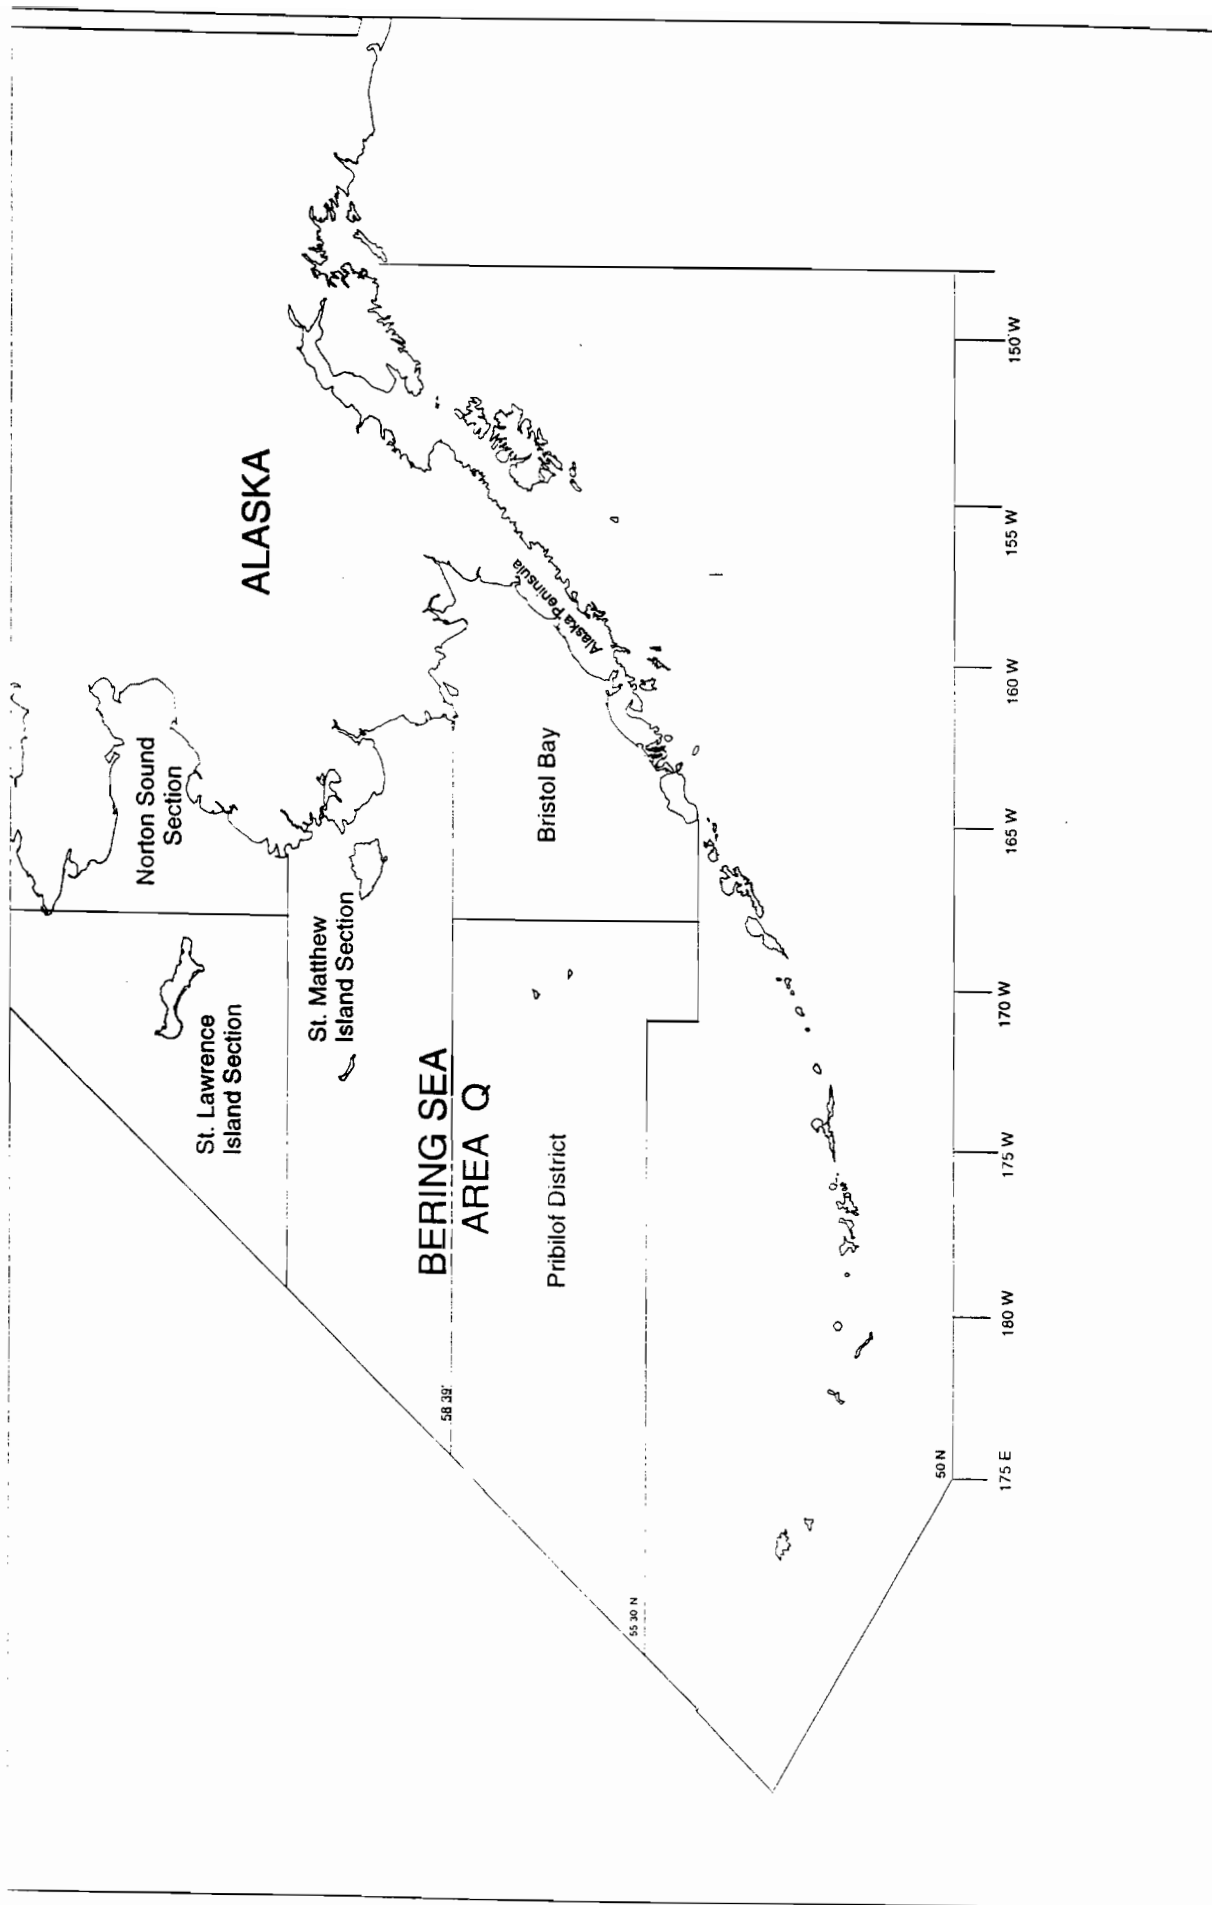 ALASKA
Norton Sound
Section
St. Lawrence
Island Section
St. Matthew
Island Section
BERING SEA
AREA Q
58 39'
Alaska Peninsula
Bristol Bay
Pribilof District
55 30 N
50 N
175 E
180 W
175 W
170 W
165 W
160 W
155 W
150 W